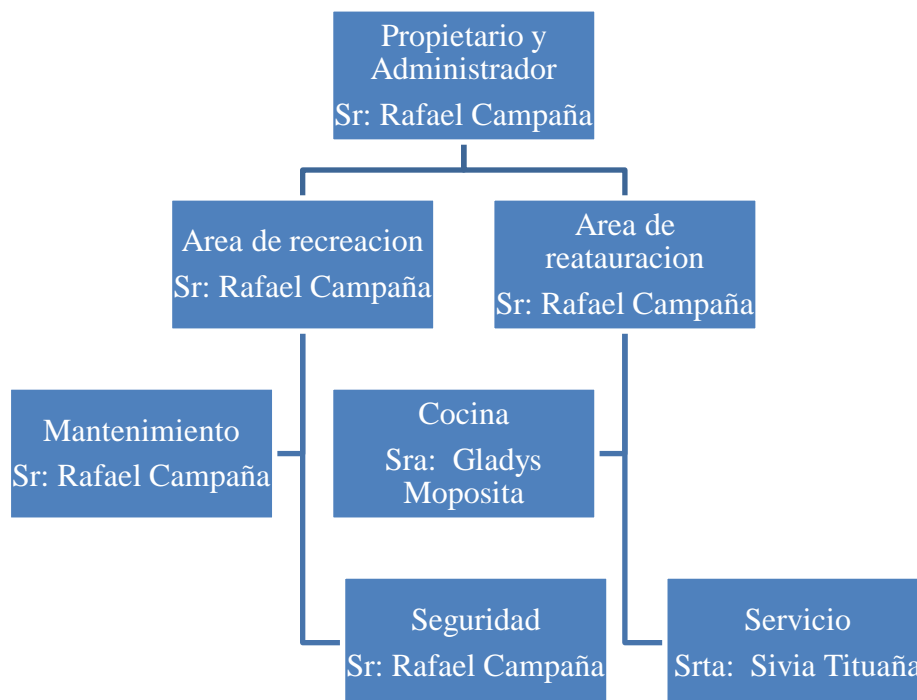 Propietario y
Administrador
Sr: Rafael Campaña
Area de recreacion
Sr: Rafael Campaña
Area de
reatauracion
Sr: Rafael Campaña
Mantenimiento
Sr: Rafael Campaña
Cocina
Sra:  Gladys
Moposita
Seguridad
Sr: Rafael Campaña
Servicio
Srta:  Sivia Tituaña